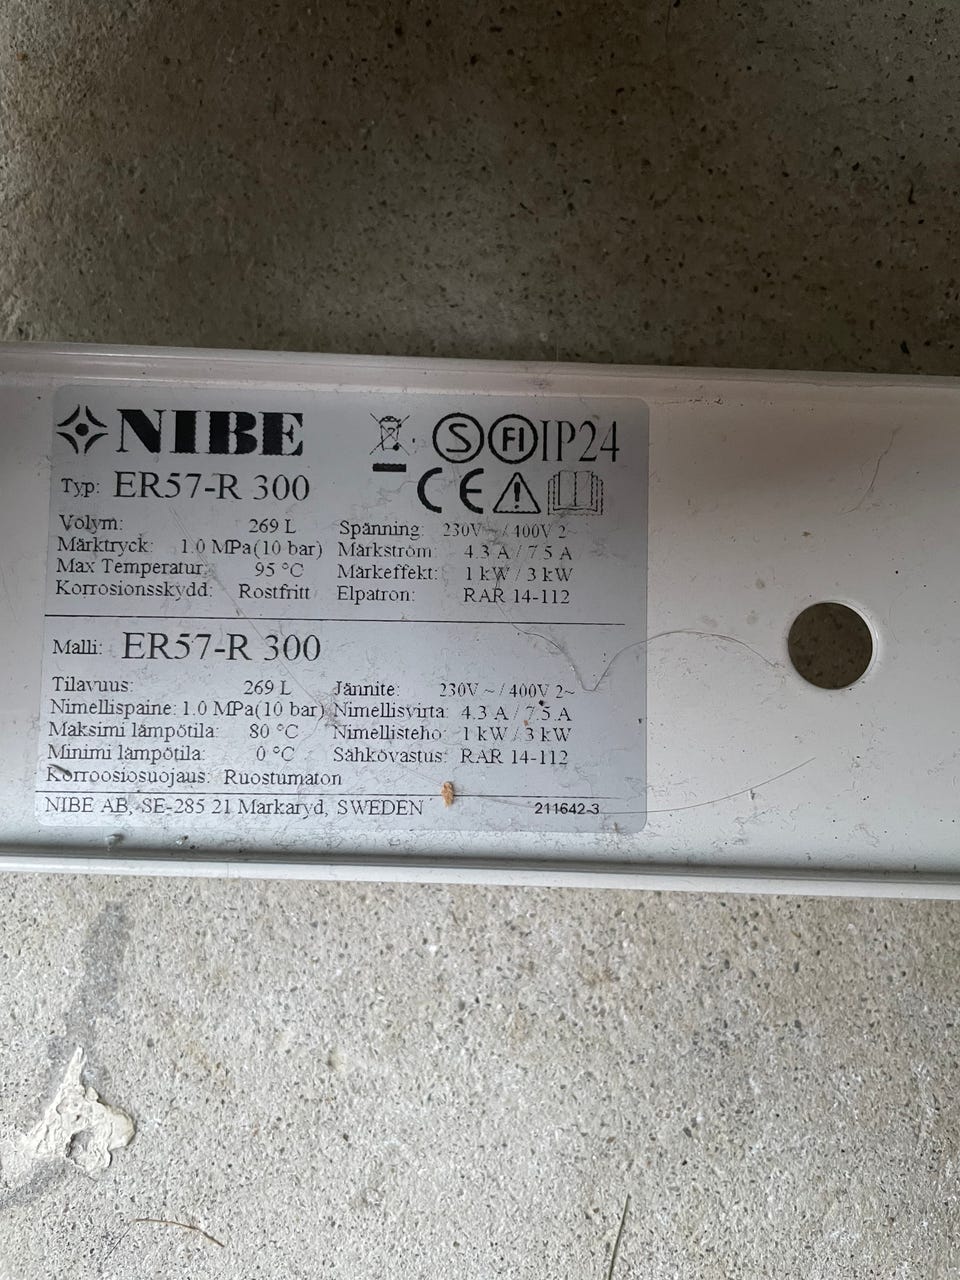 NIBE
S FI IP24
CE
Typ: ER57-R 300
Volym: 269 L Spänning: 230V ~ / 400V 2~
Märktryck: 1.0 MPa(10 bar) Märkström: 4.3 A / 7.5 A
Max Temperatur: 95 °C Märkeffekt: 1 kW / 3 kW
Korrosionsskydd: Rostfritt Elpatron: RAR 14-112
Malli: ER57-R 300
Tilavuus: 269 L Jännite: 230V ~ / 400V 2~
Nimellispaine: 1.0 MPa(10 bar) Nimellisvirta: 4.3 A / 7.5 A
Maksimi lämpötila: 80 °C Nimellisteho: 1 kW / 3 kW
Minimi lämpötila: 0 °C Sähkövastus: RAR 14-112
Korroosiosuojaus: Ruostumaton
NIBE AB, SE-285 21 Markaryd, SWEDEN 211642-3